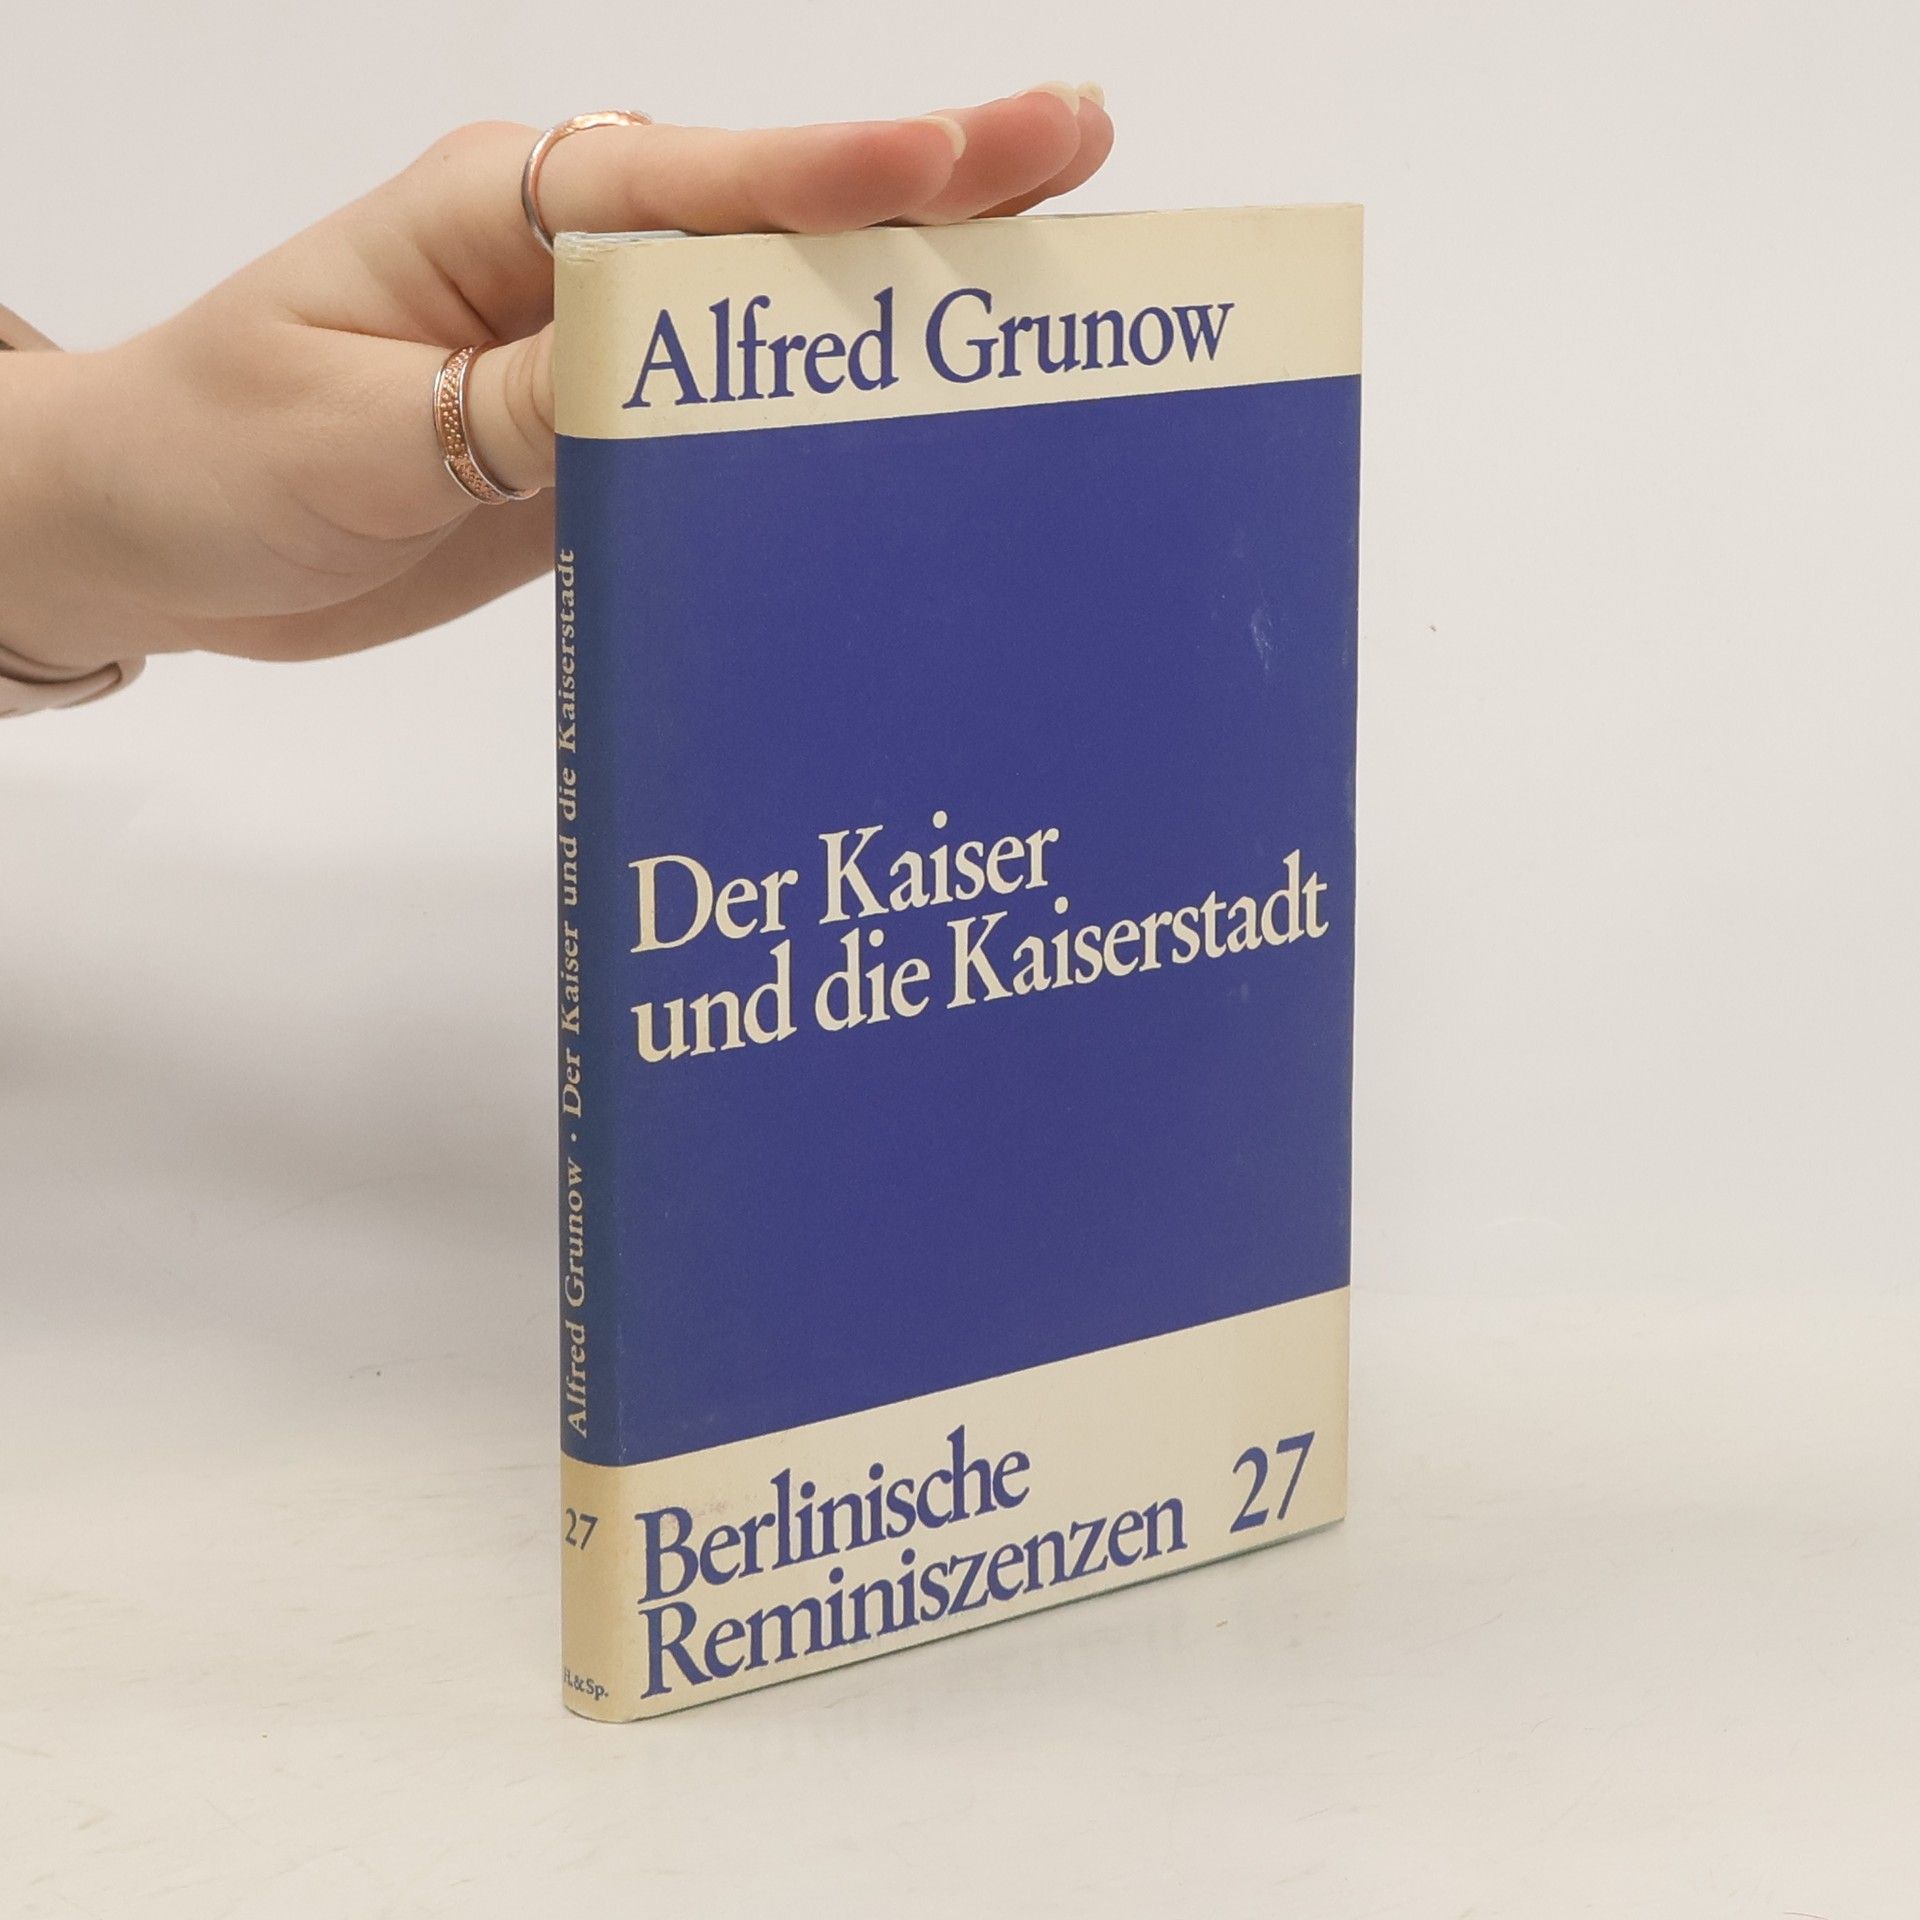 Alfred Grunow
Der Kaiser
und die Kaiserstadt
Berlinische
Reminiszenzen 27
Alfred Grunow · Der Kaiser und die Kaiserstadt
27
H.&Sp.